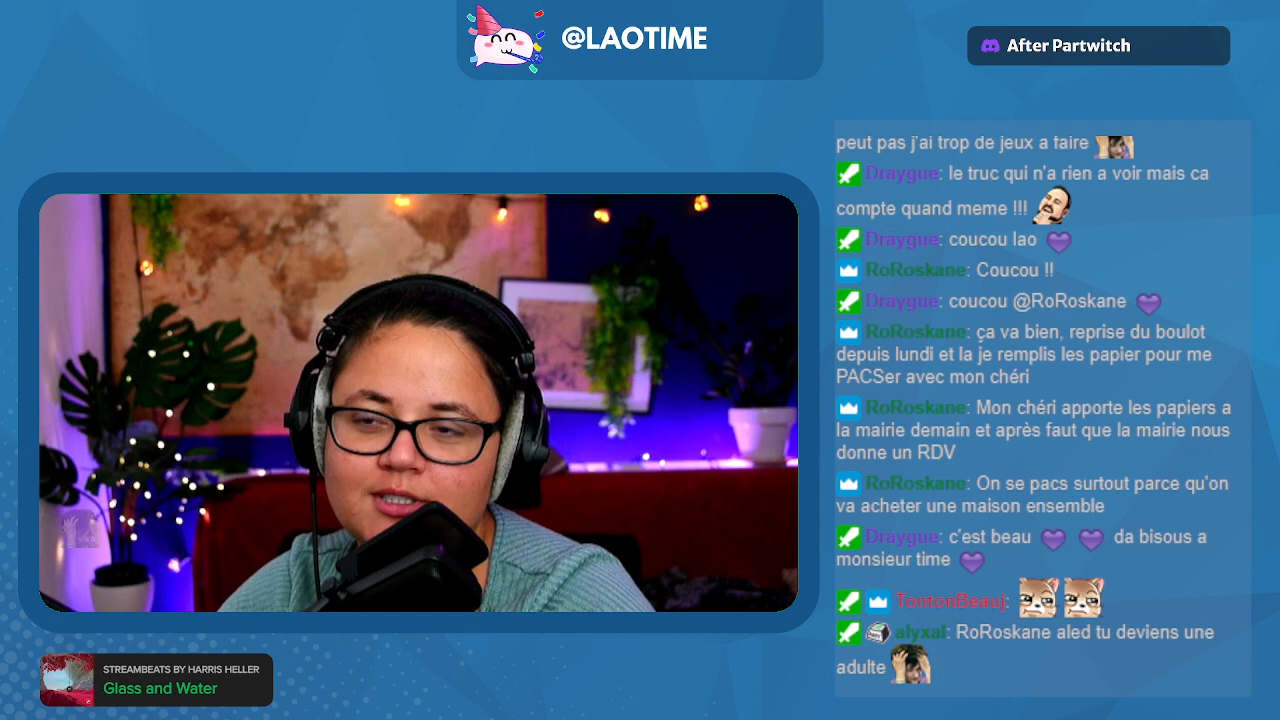 @LAOTIME
After Partwitch
peut pas j'ai trop de jeux a faire
Draygue: le truc qui n'a rien a voir mais ca
compte quand meme !!!
Draygue: coucou lao
RoRoskane: Coucou !!
Draygue: coucou @RoRoskane
RoRoskane: ça va bien, reprise du boulot
depuis lundi et la je remplis les papier pour me
PACSer avec mon chéri
RoRoskane: Mon chéri apporte les papiers a
la mairie demain et après faut que la mairie nous
donne un RDV
RoRoskane: On se pacs surtout parce qu'on
va acheter une maison ensemble
Draygue: c'est beau da bisous a
monsieur time
TontonBeauj:
alyxal: RoRoskane aled tu deviens une
adulte
STREAMBEATS BY HARRIS HELLER
Glass and Water